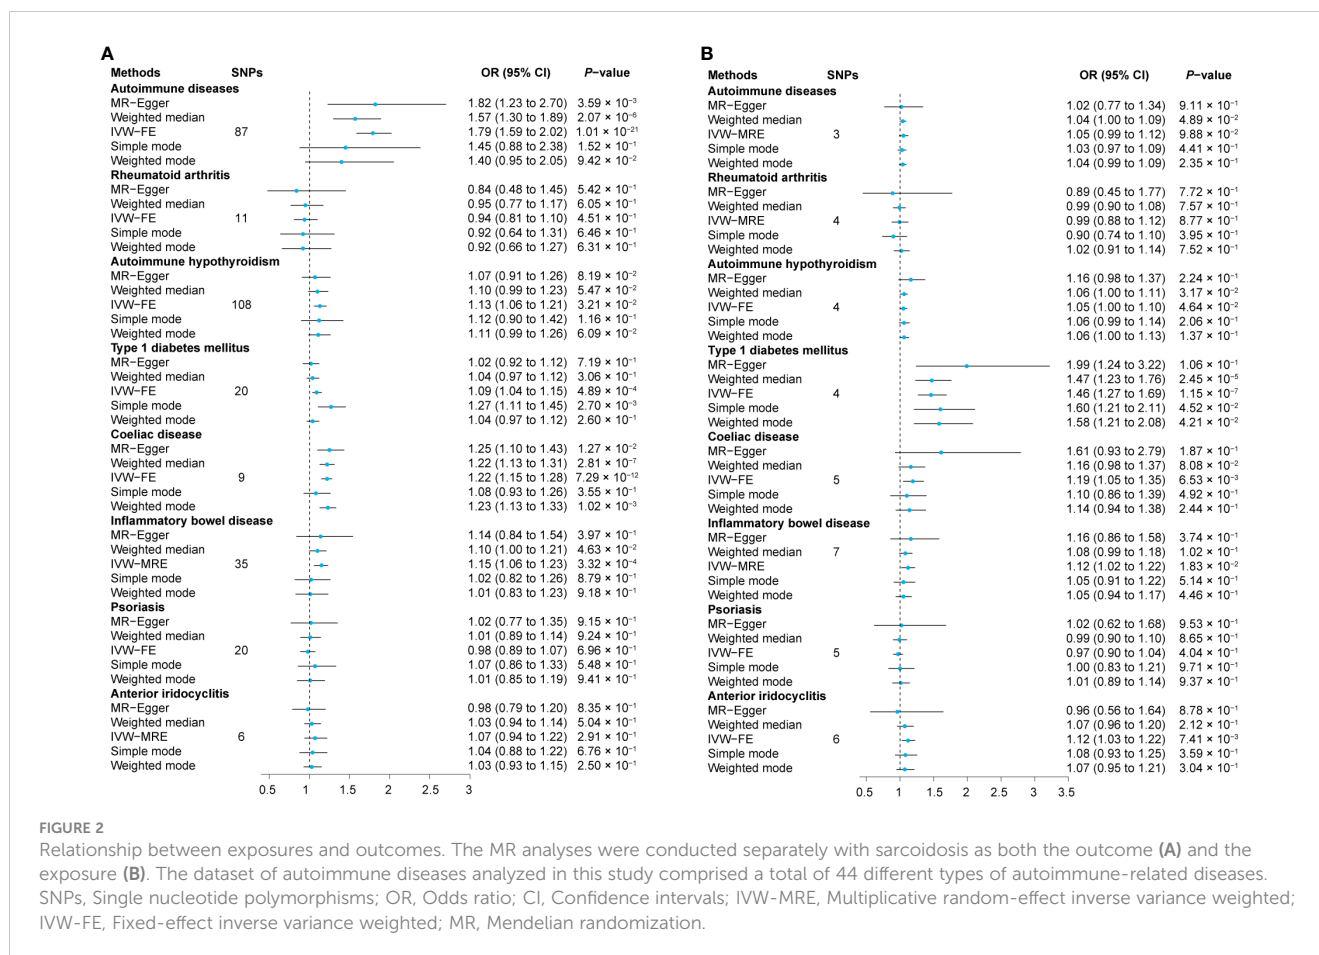 A
Methods SNPs OR (95% CI) P−value
Autoimmune diseases
MR−Egger 1.82 (1.23 to 2.70) 3.59 × 10⁻³
Weighted median 1.57 (1.30 to 1.89) 2.07 × 10⁻⁶
IVW−FE 87 1.79 (1.59 to 2.02) 1.01 × 10⁻²¹
Simple mode 1.45 (0.88 to 2.38) 1.52 × 10⁻¹
Weighted mode 1.40 (0.95 to 2.05) 9.42 × 10⁻²
Rheumatoid arthritis
MR−Egger 0.84 (0.48 to 1.45) 5.42 × 10⁻¹
Weighted median 0.95 (0.77 to 1.17) 6.05 × 10⁻¹
IVW−FE 11 0.94 (0.81 to 1.10) 4.51 × 10⁻¹
Simple mode 0.92 (0.64 to 1.31) 6.46 × 10⁻¹
Weighted mode 0.92 (0.66 to 1.27) 6.31 × 10⁻¹
Autoimmune hypothyroidism
MR−Egger 1.07 (0.91 to 1.26) 8.19 × 10⁻²
Weighted median 1.10 (0.99 to 1.23) 5.47 × 10⁻²
IVW−FE 108 1.13 (1.06 to 1.21) 3.21 × 10⁻²
Simple mode 1.12 (0.90 to 1.42) 1.16 × 10⁻¹
Weighted mode 1.11 (0.99 to 1.26) 6.09 × 10⁻²
Type 1 diabetes mellitus
MR−Egger 1.02 (0.92 to 1.12) 7.19 × 10⁻¹
Weighted median 1.04 (0.97 to 1.12) 3.06 × 10⁻¹
IVW−FE 20 1.09 (1.04 to 1.15) 4.89 × 10⁻⁴
Simple mode 1.27 (1.11 to 1.45) 2.70 × 10⁻³
Weighted mode 1.04 (0.97 to 1.12) 2.60 × 10⁻¹
Coeliac disease
MR−Egger 1.25 (1.10 to 1.43) 1.27 × 10⁻²
Weighted median 1.22 (1.13 to 1.31) 2.81 × 10⁻⁷
IVW−FE 9 1.22 (1.15 to 1.28) 7.29 × 10⁻¹²
Simple mode 1.08 (0.93 to 1.26) 3.55 × 10⁻¹
Weighted mode 1.23 (1.13 to 1.33) 1.02 × 10⁻³
Inflammatory bowel disease
MR−Egger 1.14 (0.84 to 1.54) 3.97 × 10⁻¹
Weighted median 1.10 (1.00 to 1.21) 4.63 × 10⁻²
IVW−MRE 35 1.15 (1.06 to 1.23) 3.32 × 10⁻⁴
Simple mode 1.02 (0.82 to 1.26) 8.79 × 10⁻¹
Weighted mode 1.01 (0.83 to 1.23) 9.18 × 10⁻¹
Psoriasis
MR−Egger 1.02 (0.77 to 1.35) 9.15 × 10⁻¹
Weighted median 1.01 (0.89 to 1.14) 9.24 × 10⁻¹
IVW−FE 20 0.98 (0.89 to 1.07) 6.96 × 10⁻¹
Simple mode 1.07 (0.86 to 1.33) 5.48 × 10⁻¹
Weighted mode 1.01 (0.85 to 1.19) 9.41 × 10⁻¹
Anterior iridocyclitis
MR−Egger 0.98 (0.79 to 1.20) 8.35 × 10⁻¹
Weighted median 1.03 (0.94 to 1.14) 5.04 × 10⁻¹
IVW−MRE 6 1.07 (0.94 to 1.22) 2.91 × 10⁻¹
Simple mode 1.04 (0.88 to 1.22) 6.76 × 10⁻¹
Weighted mode 1.03 (0.93 to 1.15) 2.50 × 10⁻¹
0.5 1 1.5 2 2.5 3
B
Methods SNPs OR (95% CI) P−value
Autoimmune diseases
MR−Egger 1.02 (0.77 to 1.34) 9.11 × 10⁻¹
Weighted median 1.04 (1.00 to 1.09) 4.89 × 10⁻²
IVW−MRE 3 1.05 (0.99 to 1.12) 9.88 × 10⁻²
Simple mode 1.03 (0.97 to 1.09) 4.41 × 10⁻¹
Weighted mode 1.04 (0.99 to 1.09) 2.35 × 10⁻¹
Rheumatoid arthritis
MR−Egger 0.89 (0.45 to 1.77) 7.72 × 10⁻¹
Weighted median 0.99 (0.90 to 1.08) 7.57 × 10⁻¹
IVW−MRE 4 0.99 (0.88 to 1.12) 8.77 × 10⁻¹
Simple mode 0.90 (0.74 to 1.10) 3.95 × 10⁻¹
Weighted mode 1.02 (0.91 to 1.14) 7.52 × 10⁻¹
Autoimmune hypothyroidism
MR−Egger 1.16 (0.98 to 1.37) 2.24 × 10⁻¹
Weighted median 1.06 (1.00 to 1.11) 3.17 × 10⁻²
IVW−FE 4 1.05 (1.00 to 1.10) 4.64 × 10⁻²
Simple mode 1.06 (0.99 to 1.14) 2.06 × 10⁻¹
Weighted mode 1.06 (1.00 to 1.13) 1.37 × 10⁻¹
Type 1 diabetes mellitus
MR−Egger 1.99 (1.24 to 3.22) 1.06 × 10⁻¹
Weighted median 1.47 (1.23 to 1.76) 2.45 × 10⁻⁵
IVW−FE 4 1.46 (1.27 to 1.69) 1.15 × 10⁻⁷
Simple mode 1.60 (1.21 to 2.11) 4.52 × 10⁻²
Weighted mode 1.58 (1.21 to 2.08) 4.21 × 10⁻²
Coeliac disease
MR−Egger 1.61 (0.93 to 2.79) 1.87 × 10⁻¹
Weighted median 1.16 (0.98 to 1.37) 8.08 × 10⁻²
IVW−FE 5 1.19 (1.05 to 1.35) 6.53 × 10⁻³
Simple mode 1.10 (0.86 to 1.39) 4.92 × 10⁻¹
Weighted mode 1.14 (0.94 to 1.38) 2.44 × 10⁻¹
Inflammatory bowel disease
MR−Egger 1.16 (0.86 to 1.58) 3.74 × 10⁻¹
Weighted median 7 1.08 (0.99 to 1.18) 1.02 × 10⁻¹
IVW−MRE 1.12 (1.02 to 1.22) 1.83 × 10⁻²
Simple mode 1.05 (0.91 to 1.22) 5.14 × 10⁻¹
Weighted mode 1.05 (0.94 to 1.17) 4.46 × 10⁻¹
Psoriasis
MR−Egger 1.02 (0.62 to 1.68) 9.53 × 10⁻¹
Weighted median 0.99 (0.90 to 1.10) 8.65 × 10⁻¹
IVW−FE 5 0.97 (0.90 to 1.04) 4.04 × 10⁻¹
Simple mode 1.00 (0.83 to 1.21) 9.71 × 10⁻¹
Weighted mode 1.01 (0.89 to 1.14) 9.37 × 10⁻¹
Anterior iridocyclitis
MR−Egger 0.96 (0.56 to 1.64) 8.78 × 10⁻¹
Weighted median 1.07 (0.96 to 1.20) 2.12 × 10⁻¹
IVW−FE 6 1.12 (1.03 to 1.22) 7.41 × 10⁻³
Simple mode 1.08 (0.93 to 1.25) 3.59 × 10⁻¹
Weighted mode 1.07 (0.95 to 1.21) 3.04 × 10⁻¹
0.5 1 1.5 2 2.5 3 3.5
FIGURE 2
Relationship between exposures and outcomes. The MR analyses were conducted separately with sarcoidosis as both the outcome (A) and the
exposure (B). The dataset of autoimmune diseases analyzed in this study comprised a total of 44 different types of autoimmune-related diseases.
SNPs, Single nucleotide polymorphisms; OR, Odds ratio; CI, Confidence intervals; IVW-MRE, Multiplicative random-effect inverse variance weighted;
IVW-FE, Fixed-effect inverse variance weighted; MR, Mendelian randomization.